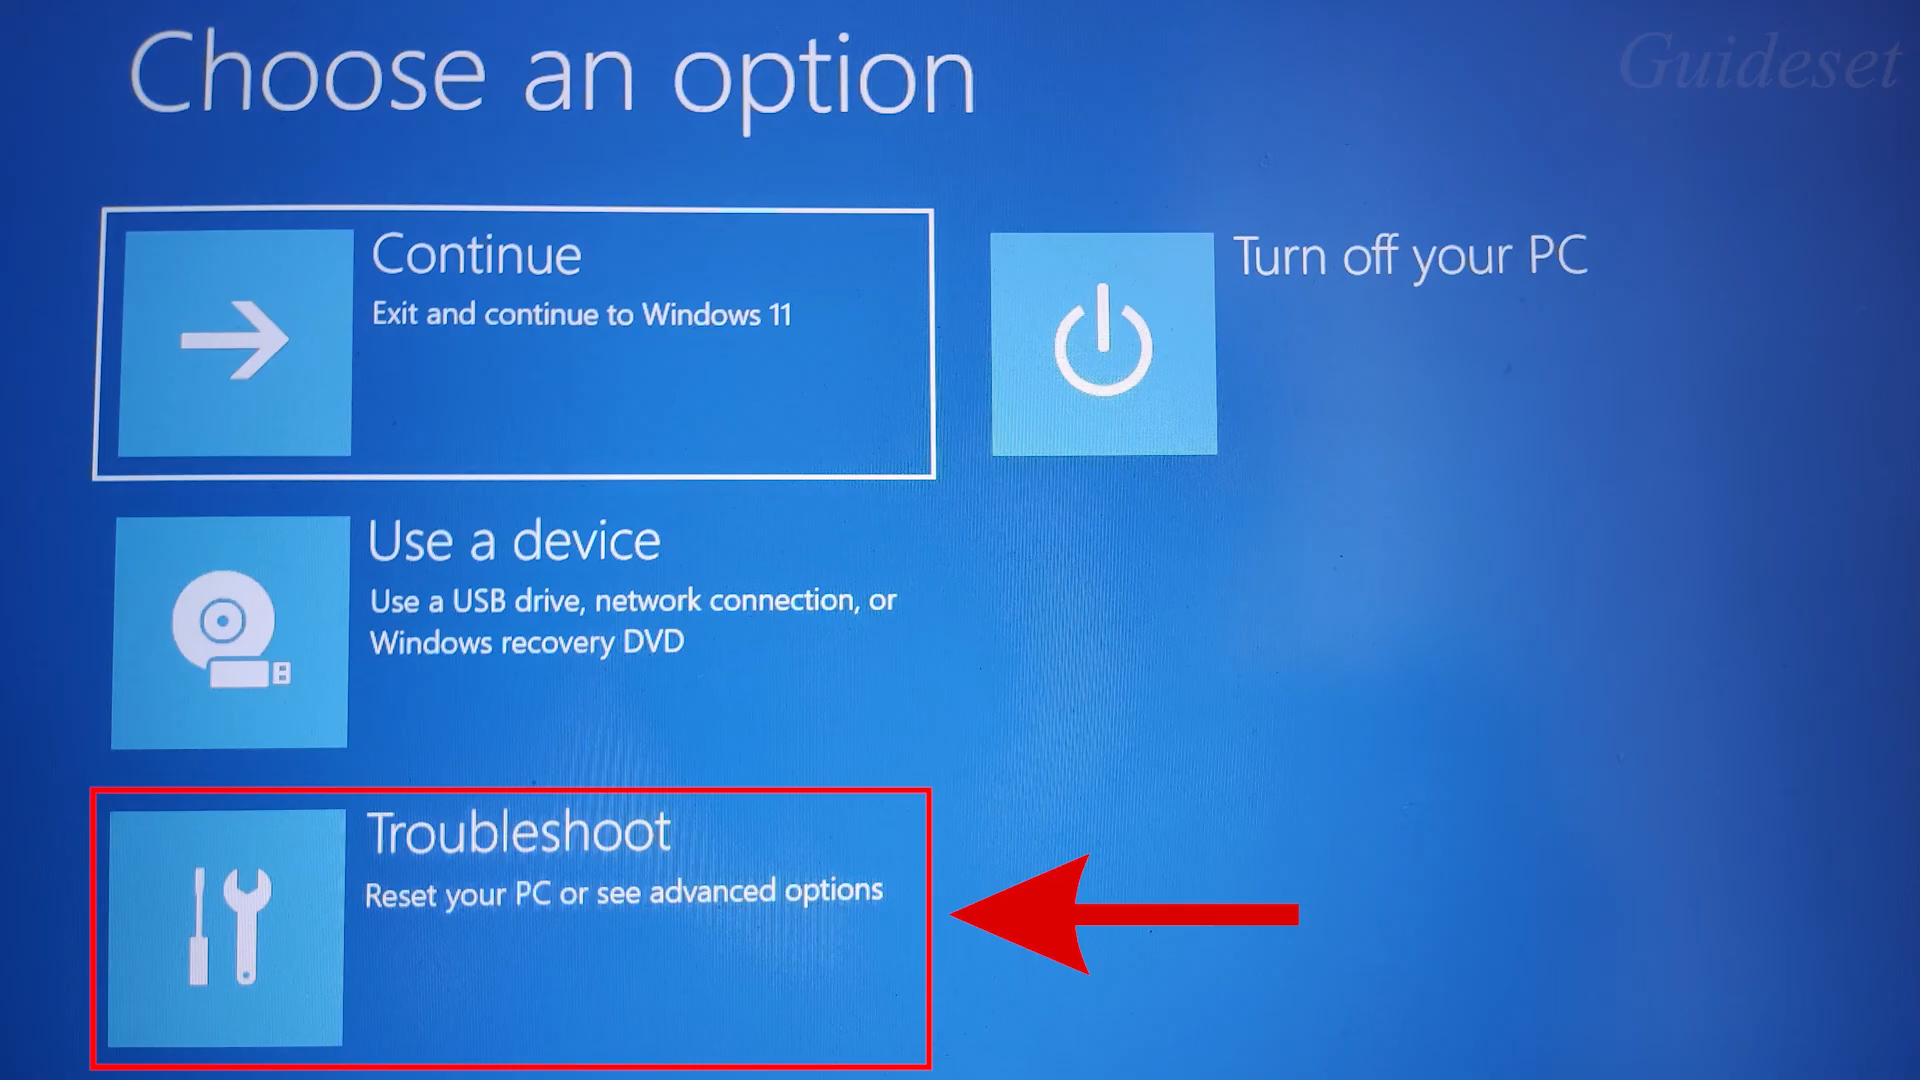 Choose an option
Guideset
Continue
Exit and continue to Windows 11
Turn off your PC
Use a device
Use a USB drive, network connection, or
Windows recovery DVD
Troubleshoot
Reset your PC or see advanced options